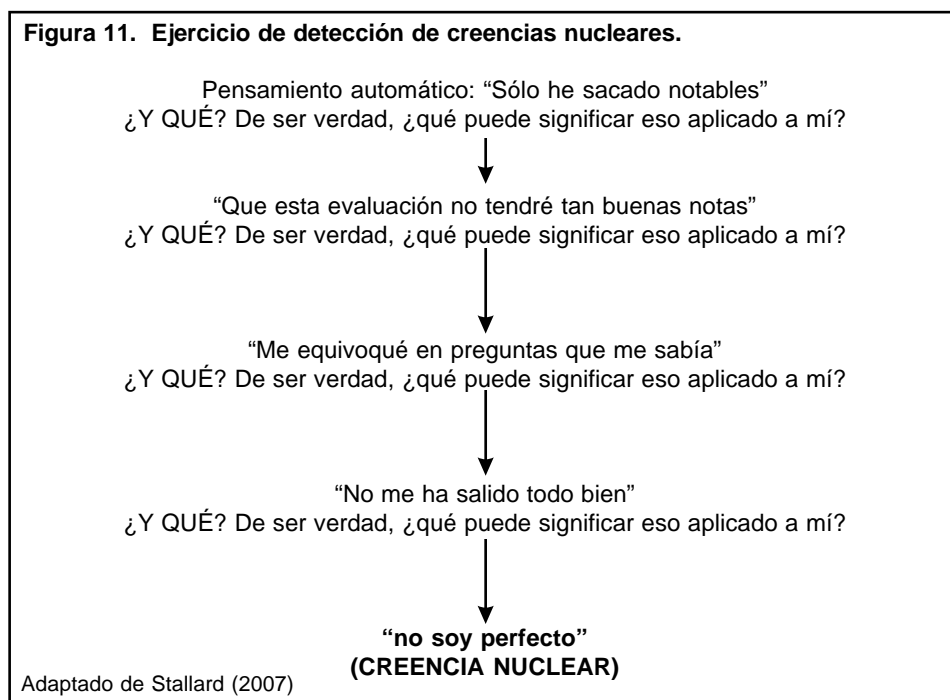 Figura 11. Ejercicio de detección de creencias nucleares.
Pensamiento automático: “Sólo he sacado notables”
¿Y QUÉ? De ser verdad, ¿qué puede significar eso aplicado a mí?
“Que esta evaluación no tendré tan buenas notas”
¿Y QUÉ? De ser verdad, ¿qué puede significar eso aplicado a mí?
“Me equivoqué en preguntas que me sabía”
¿Y QUÉ? De ser verdad, ¿qué puede significar eso aplicado a mí?
“No me ha salido todo bien”
¿Y QUÉ? De ser verdad, ¿qué puede significar eso aplicado a mí?
“no soy perfecto”
(CREENCIA NUCLEAR)
Adaptado de Stallard (2007)